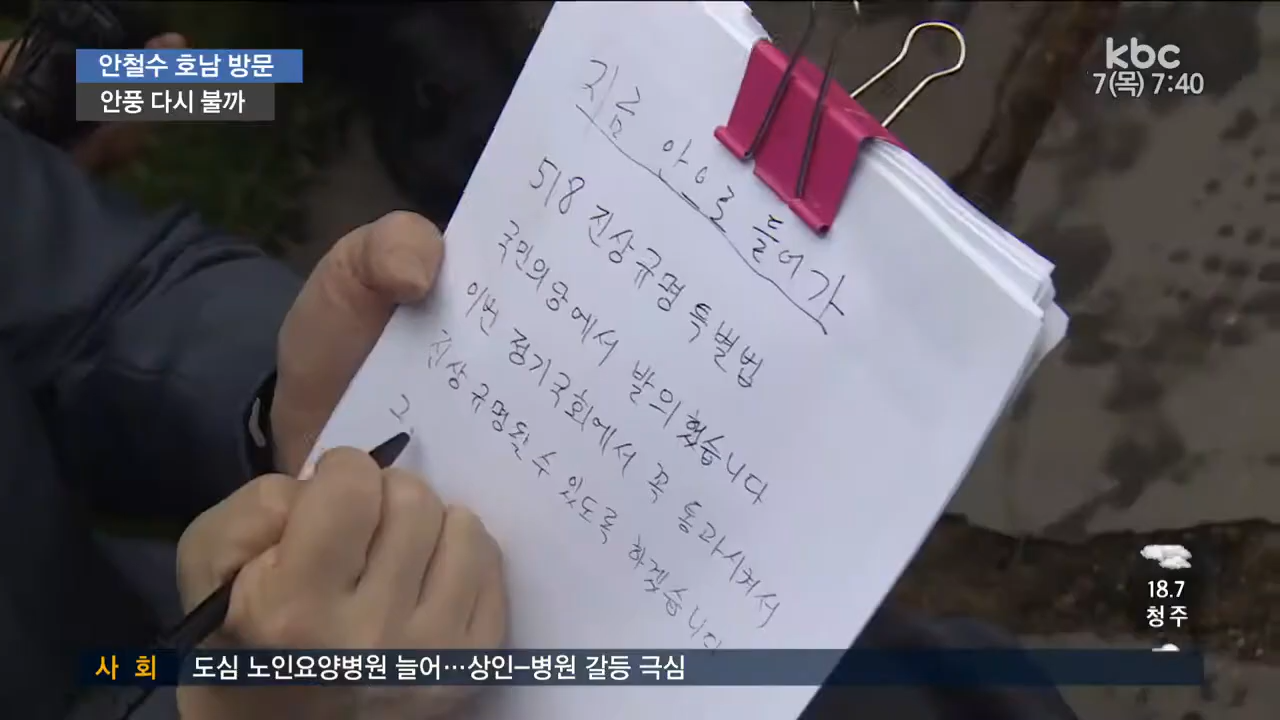 안철수 호남 방문
안풍 다시 불까
kbc
7(목) 7:40
지금 안으로 들어가
518 진상규명 특별법
국민의당에서 발의했습니다
이번 정기국회에서 꼭 통과시켜서
진상 규명될 수 있도록 하겠습니다
그
18.7
청주
사 회 도심 노인요양병원 늘어…상인-병원 갈등 극심